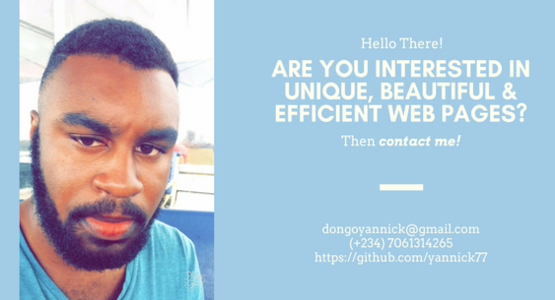 Hello There!
ARE YOU INTERESTED IN
UNIQUE, BEAUTIFUL &
EFFICIENT WEB PAGES?
Then contact me!
dongoyannick@gmail.com
(+234) 7061314265
https://github.com/yannick77